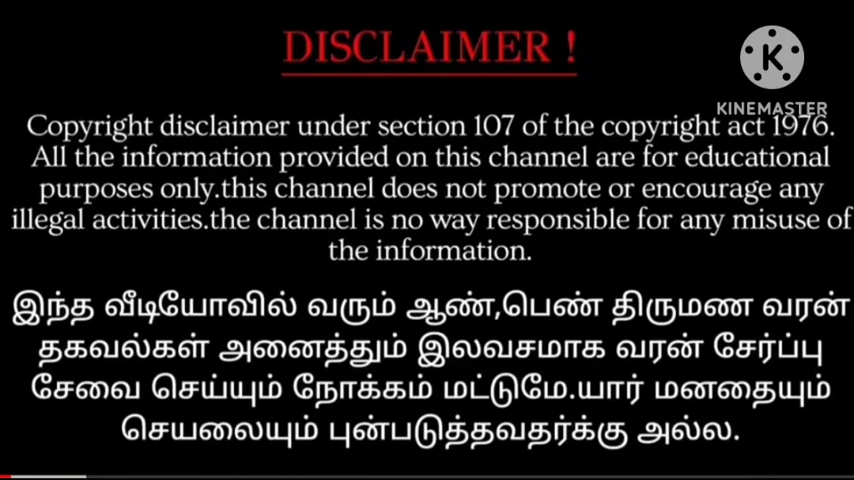 DISCLAIMER !
KINEMASTER
Copyright disclaimer under section 107 of the copyright act 1976.
All the information provided on this channel are for educational
purposes only.this channel does not promote or encourage any
illegal activities.the channel is no way responsible for any misuse of
the information.
இந்த வீடியோவில் வரும் ஆண்,பெண் திருமண வரன்
தகவல்கள் அனைத்தும் இலவசமாக வரன் சேர்ப்பு
சேவை செய்யும் நோக்கம் மட்டுமே.யார் மனதையும்
செயலையும் புன்படுத்தவதர்க்கு அல்ல.